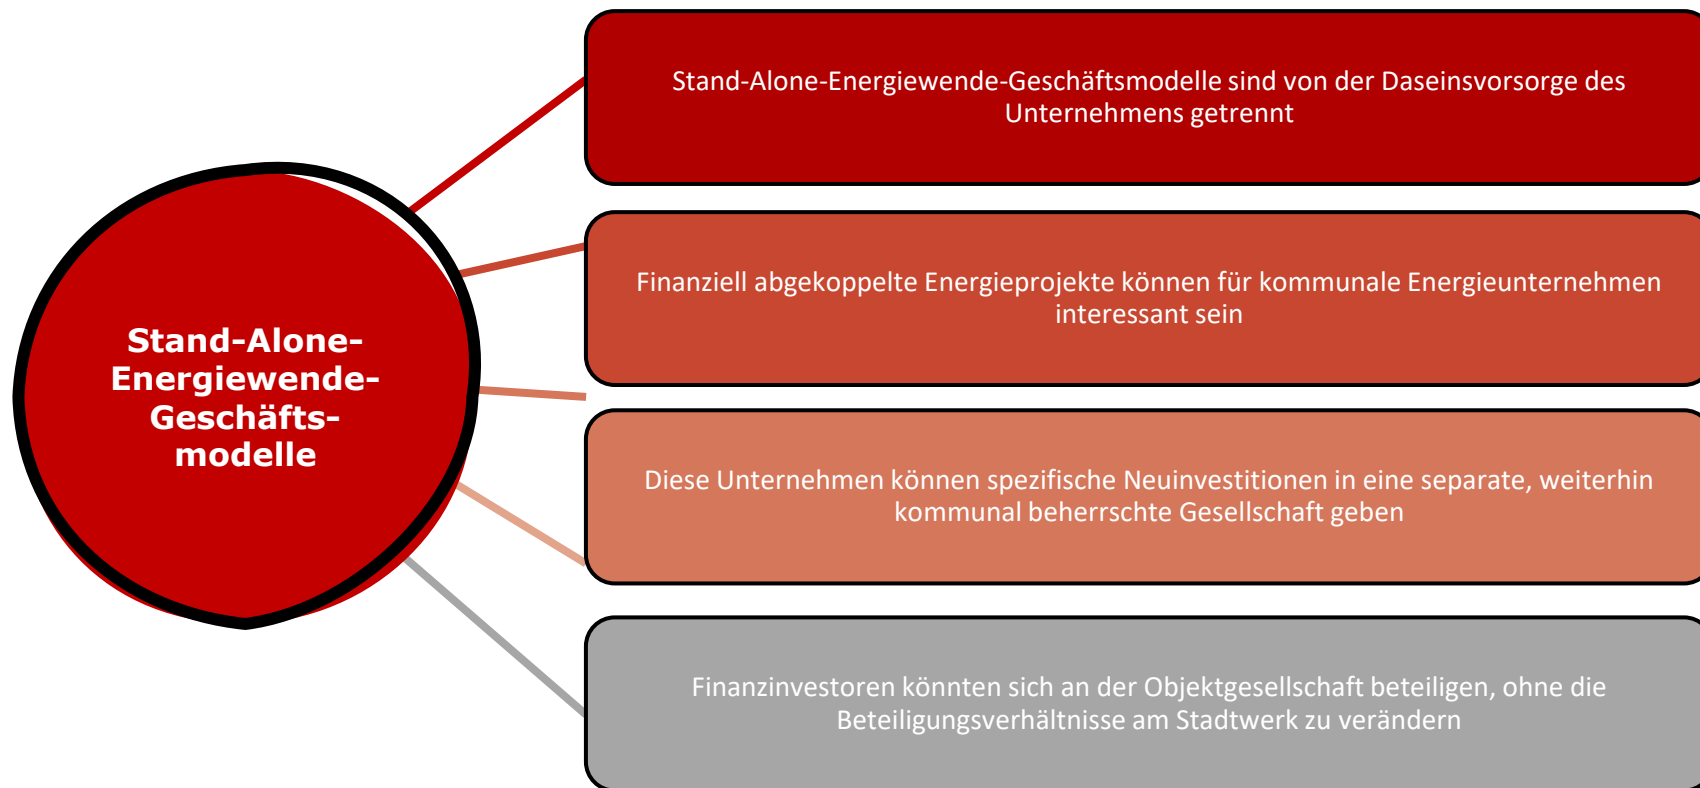 Stand-Alone-Energiewende-Geschäftsmodelle sind von der Daseinsvorsorge des
Unternehmens getrennt
Finanziell abgekoppelte Energieprojekte können für kommunale Energieunternehmen
interessant sein
Stand-Alone-
Energiewende-
Geschäfts-
modelle
Diese Unternehmen können spezifische Neuinvestitionen in eine separate, weiterhin
kommunal beherrschte Gesellschaft geben
Finanzinvestoren könnten sich an der Objektgesellschaft beteiligen, ohne die
Beteiligungsverhältnisse am Stadtwerk zu verändern